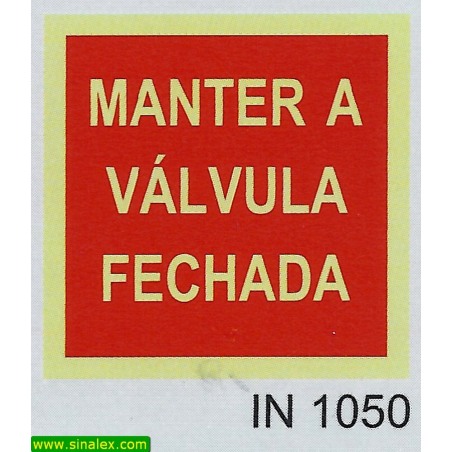 MANTER A
VÁLVULA
FECHADA
IN 1050
www.sinalex.com